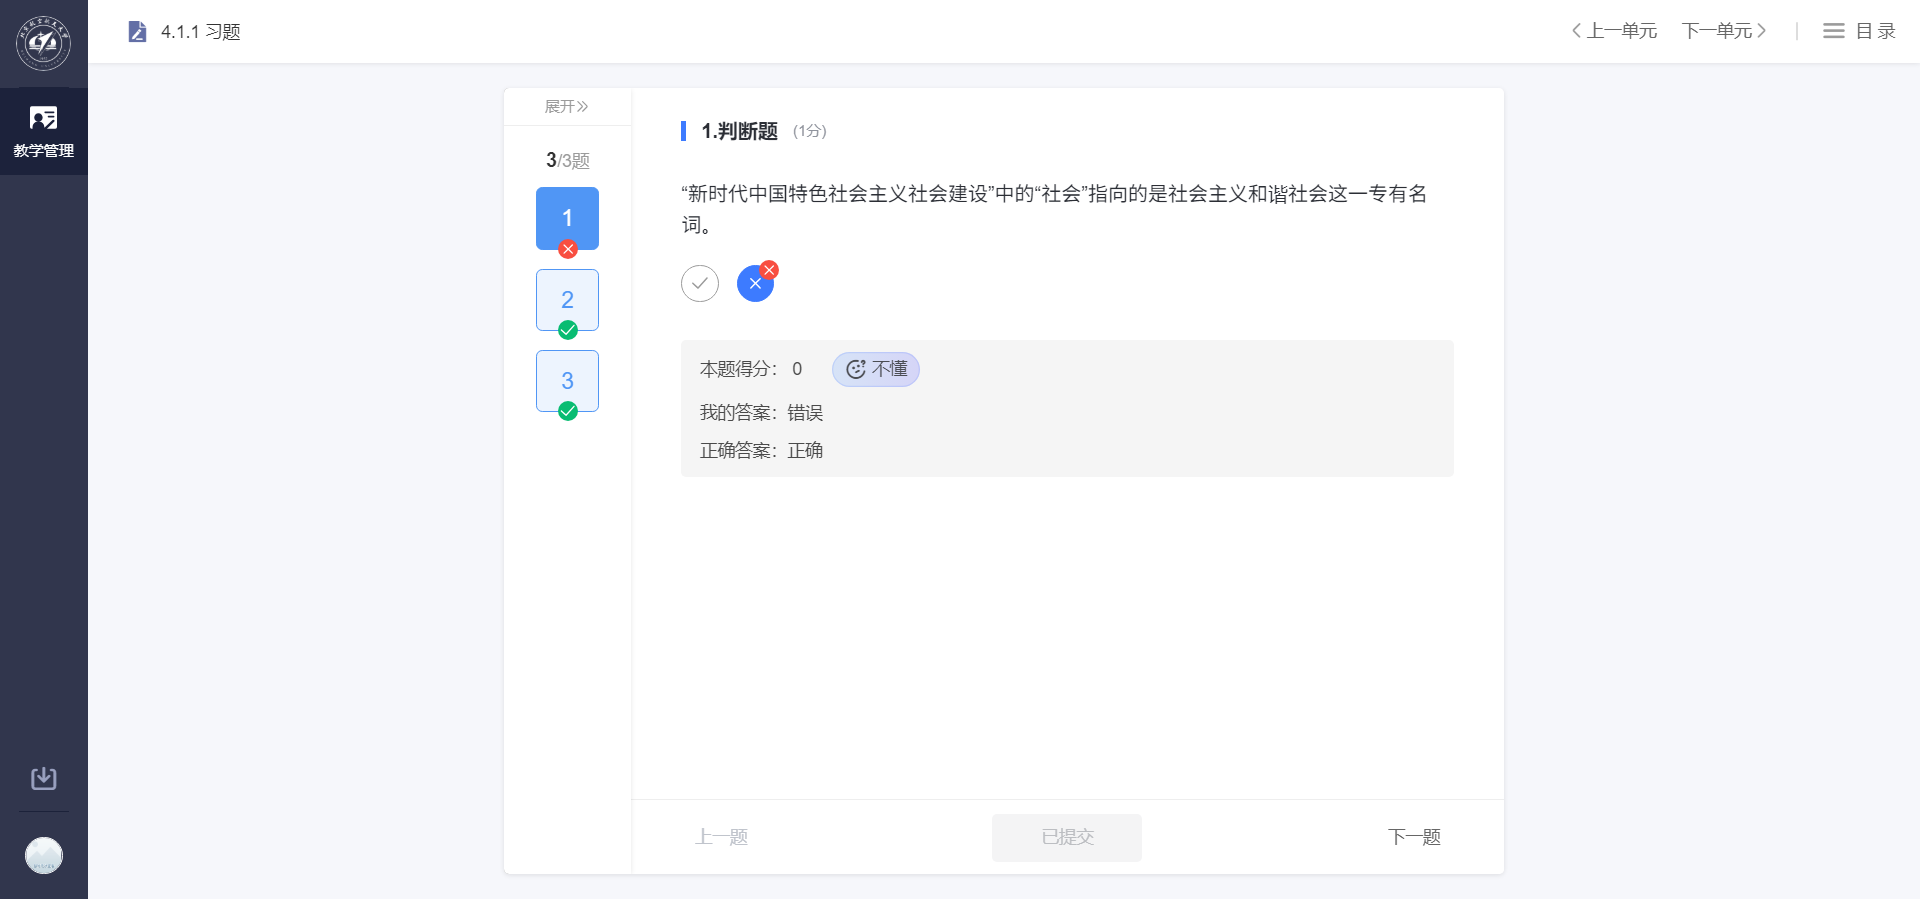 4.1.1 习题
上一单元
下一单元
目录
教学管理
展开
3/3题
1
2
3
1.判断题 (1分)
“新时代中国特色社会主义社会建设”中的“社会”指向的是社会主义和谐社会这一专有名
词。
本题得分： 0
不懂
我的答案：错误
正确答案：正确
上一题
已提交
下一题